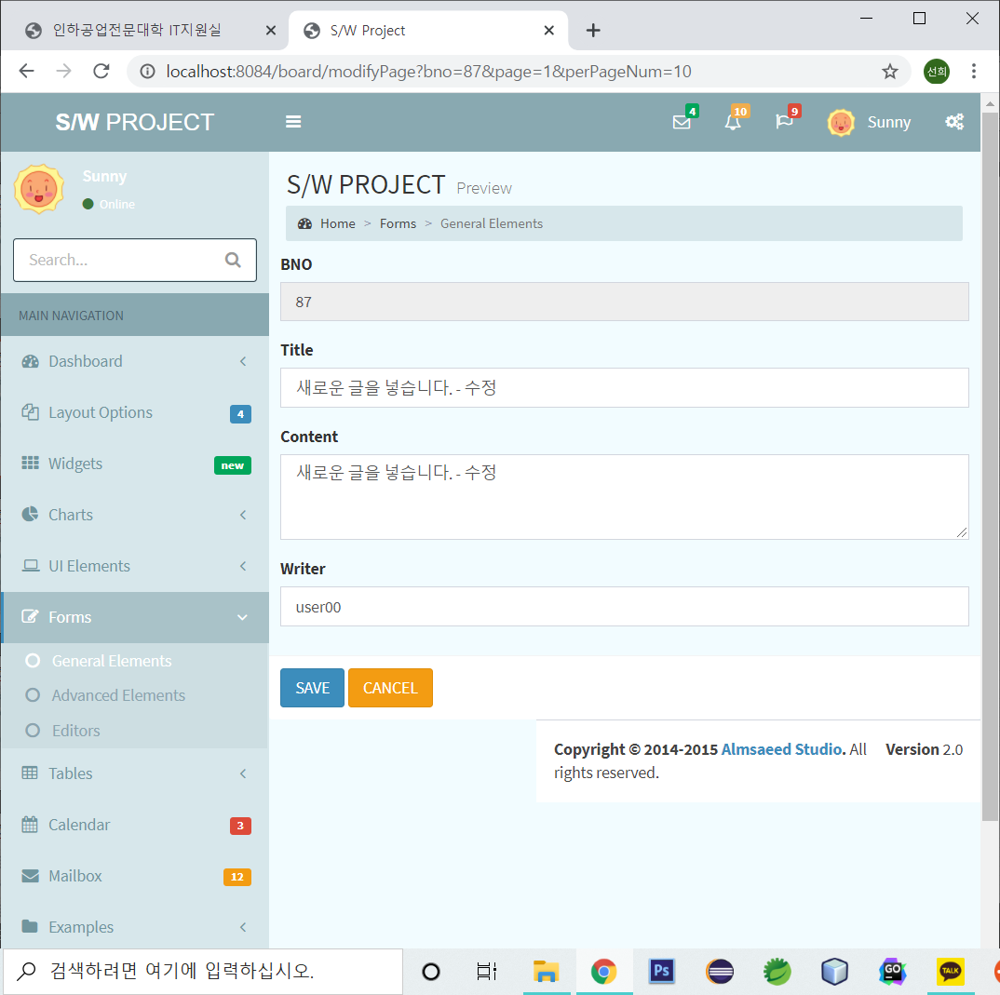 인하공업전문대학 IT지원실
S/W Project
localhost:8084/board/modifyPage?bno=87&page=1&perPageNum=10
선희
S/W PROJECT
4
10
9
Sunny
Sunny
Online
Search...
MAIN NAVIGATION
Dashboard
Layout Options 4
Widgets new
Charts
UI Elements
Forms
General Elements
Advanced Elements
Editors
Tables
Calendar 3
Mailbox 12
Examples
S/W PROJECT Preview
Home > Forms > General Elements
BNO
87
Title
새로운 글을 넣습니다. - 수정
Content
새로운 글을 넣습니다. - 수정
Writer
user00
SAVE CANCEL
Copyright © 2014-2015 Almsaeed Studio. All
rights reserved.
Version 2.0
검색하려면 여기에 입력하십시오.
Ps
GO
TALK